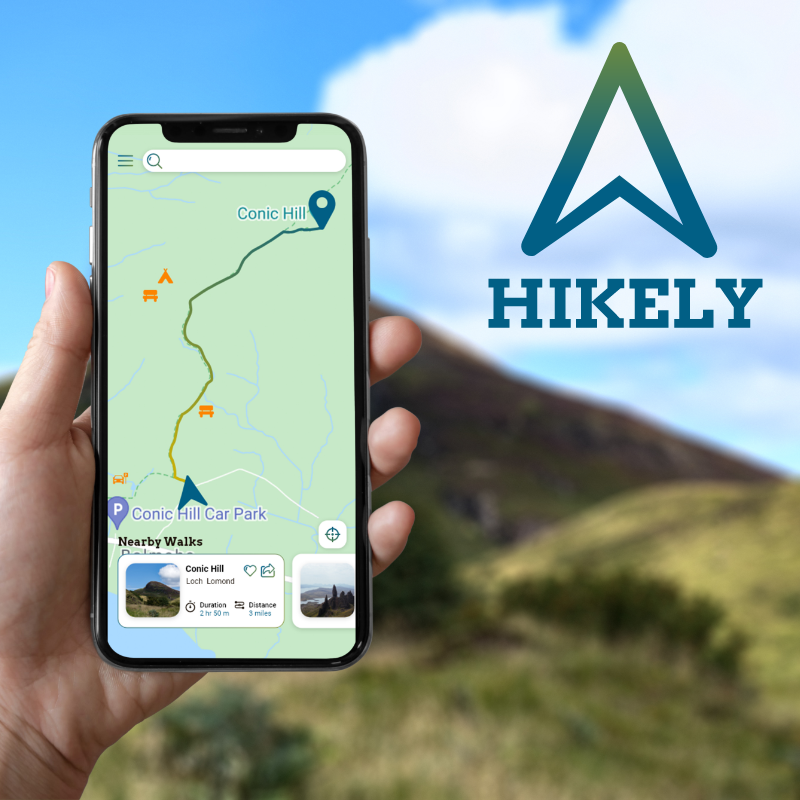 HIKELY
Conic Hill
P
Conic Hill Car Park
Nearby Walks
Conic Hill
Loch Lomond
Duration
2 hr 50 m
Distance
3 miles